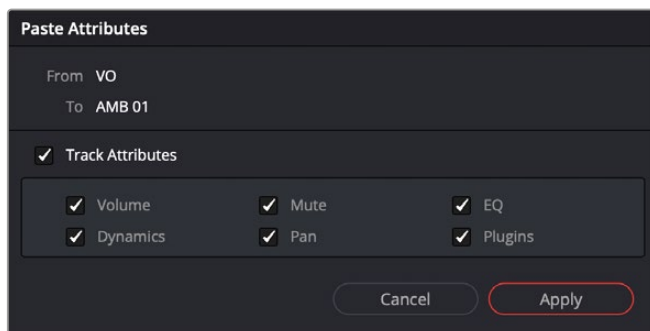 Paste Attributes
From VO
To AMB 01
Track Attributes
Volume Mute EQ
Dynamics Pan Plugins
Cancel Apply